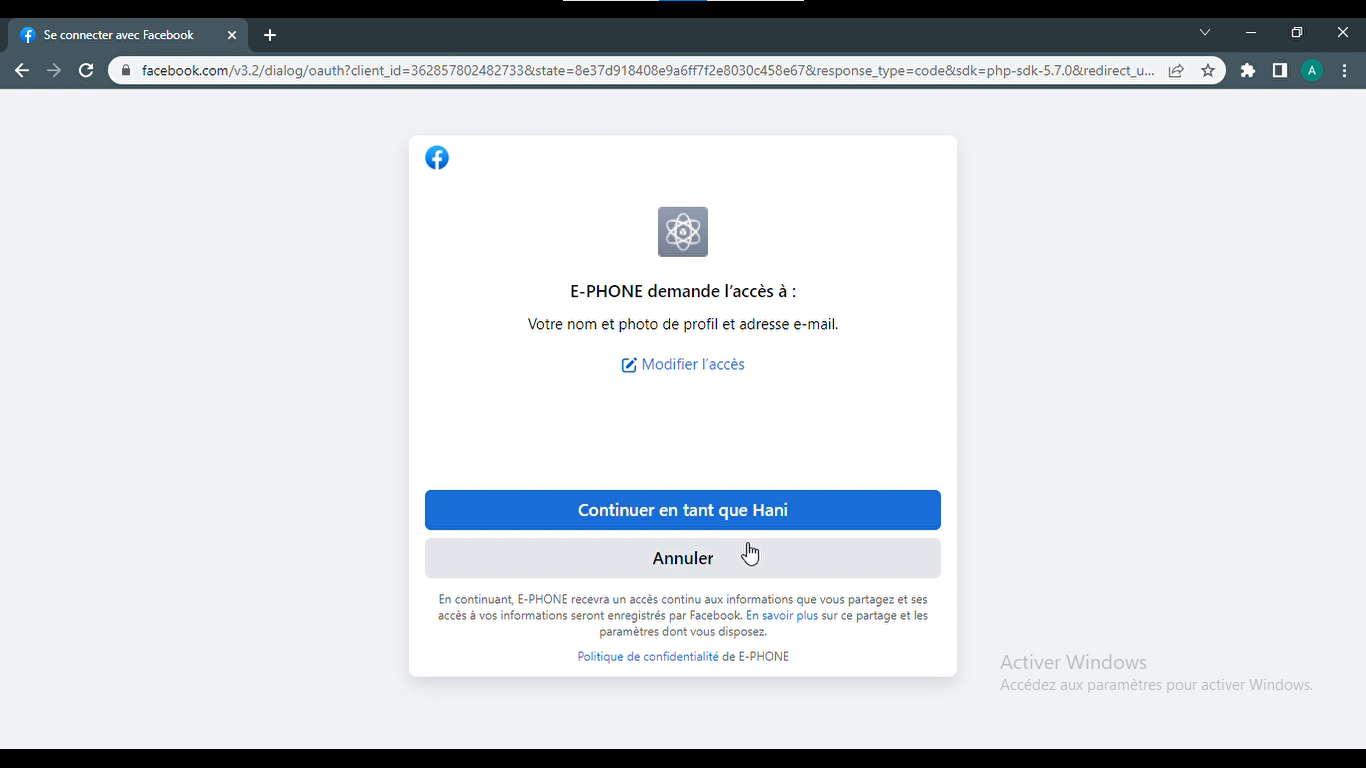 Se connecter avec Facebook
facebook.com/v3.2/dialog/oauth?client_id=362857802482733&state=8e37d918408e9a6ff7f2e8030c458e67&response_type=code&sdk=php-sdk-5.7.0&redirect_u...
A
E-PHONE demande l'accès à :
Votre nom et photo de profil et adresse e-mail.
Modifier l'accès
Continuer en tant que Hani
Annuler
En continuant, E-PHONE recevra un accès continu aux informations que vous partagez et ses
accès à vos informations seront enregistrés par Facebook. En savoir plus sur ce partage et les
paramètres dont vous disposez.
Politique de confidentialité de E-PHONE
Activer Windows
Accédez aux paramètres pour activer Windows.